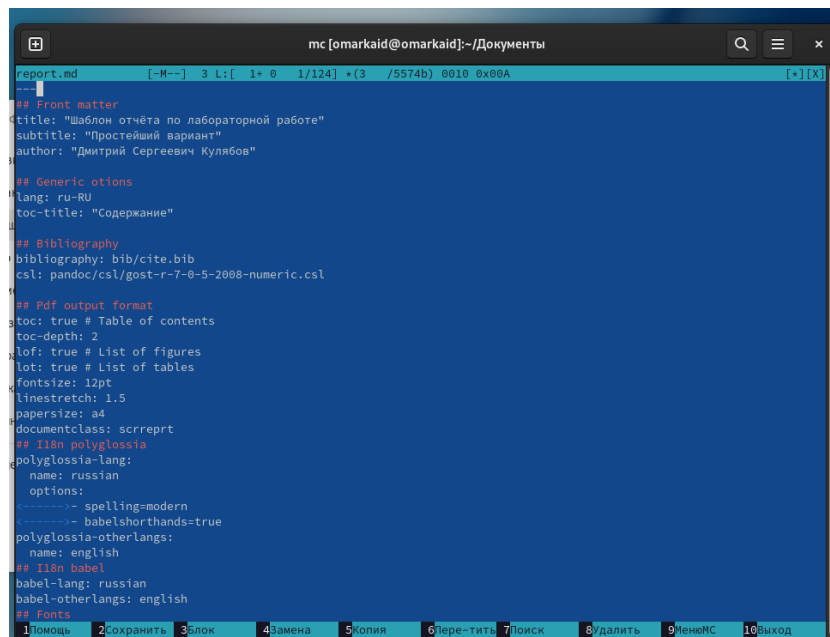 mc [omarkaid@omarkaid]:~/Документы
report.md [-M--] 3 L:[ 1+ 0 1/124] *(3 /5574b) 0010 0x00A [*][X]
---
## Front matter
title: "Шаблон отчёта по лабораторной работе"
subtitle: "Простейший вариант"
author: "Дмитрий Сергеевич Кулябов"
## Generic otions
lang: ru-RU
toc-title: "Содержание"
## Bibliography
bibliography: bib/cite.bib
csl: pandoc/csl/gost-r-7-0-5-2008-numeric.csl
## Pdf output format
toc: true # Table of contents
toc-depth: 2
lof: true # List of figures
lot: true # List of tables
fontsize: 12pt
linestretch: 1.5
papersize: a4
documentclass: scrreprt
## I18n polyglossia
polyglossia-lang:
  name: russian
  options:
<------>- spelling=modern
<------>- babelshorthands=true
polyglossia-otherlangs:
  name: english
## I18n babel
babel-lang: russian
babel-otherlangs: english
## Fonts
1Помощь 2Сохранить 3Блок 4Замена 5Копия 6Пере~тить 7Поиск 8Удалить 9МенюMC 10Выход